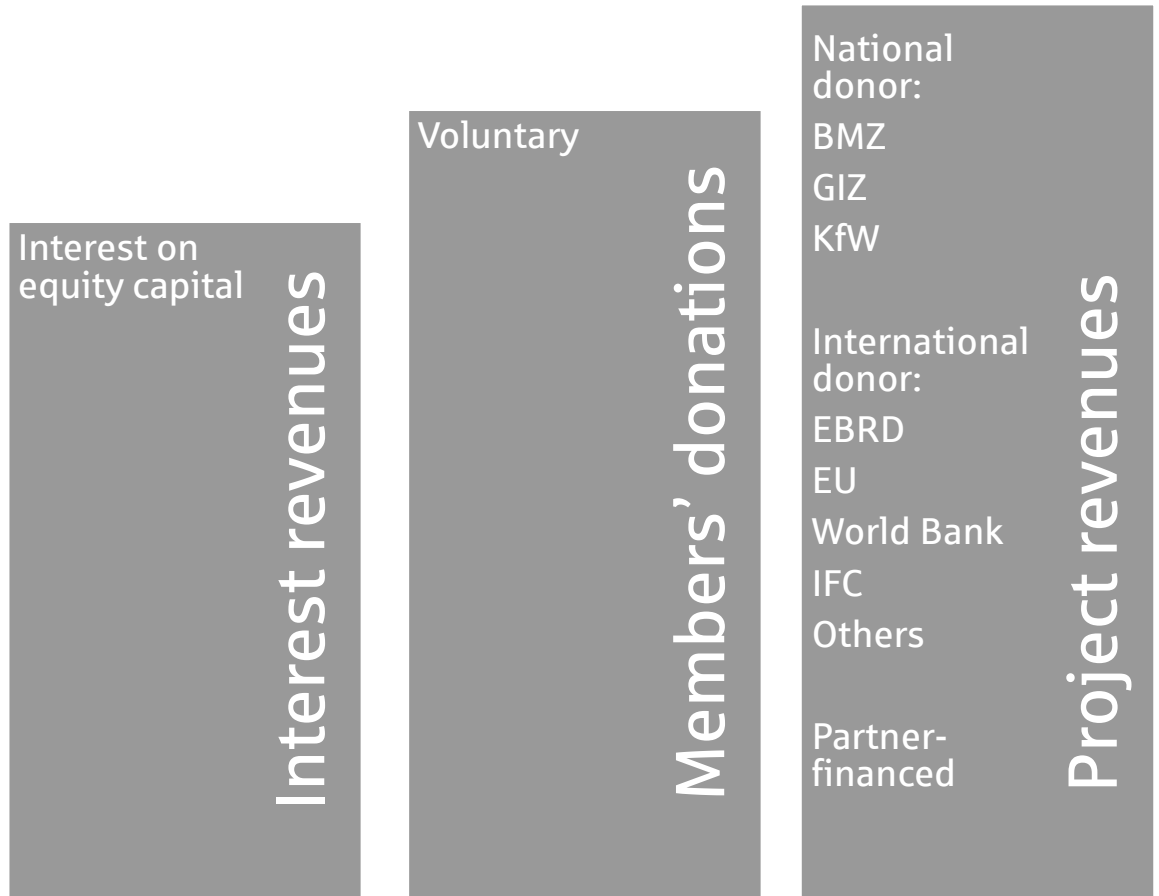 Interest on
equity capital
Interest revenues
Voluntary
Members’ donations
National
donor:
BMZ
GIZ
KfW
International
donor:
EBRD
EU
World Bank
IFC
Others
Partner-
financed
Project revenues